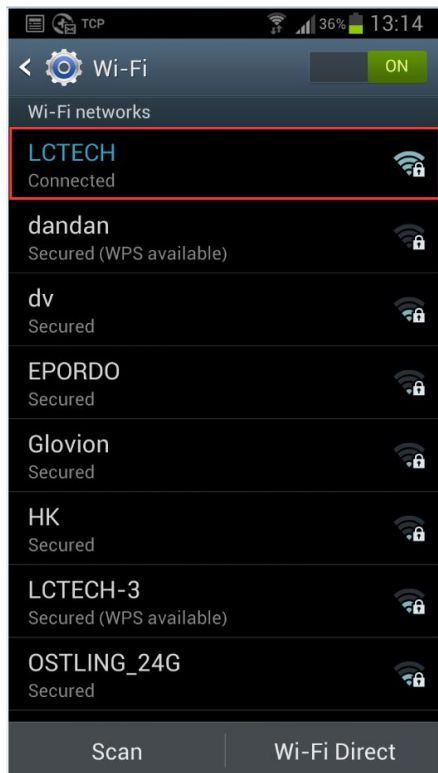 TCP 36% 13:14
Wi-Fi ON
Wi-Fi networks
LCTECH
Connected
dandan
Secured (WPS available)
dv
Secured
EPORDO
Secured
Glovion
Secured
HK
Secured
LCTECH-3
Secured (WPS available)
OSTLING_24G
Secured
Scan Wi-Fi Direct